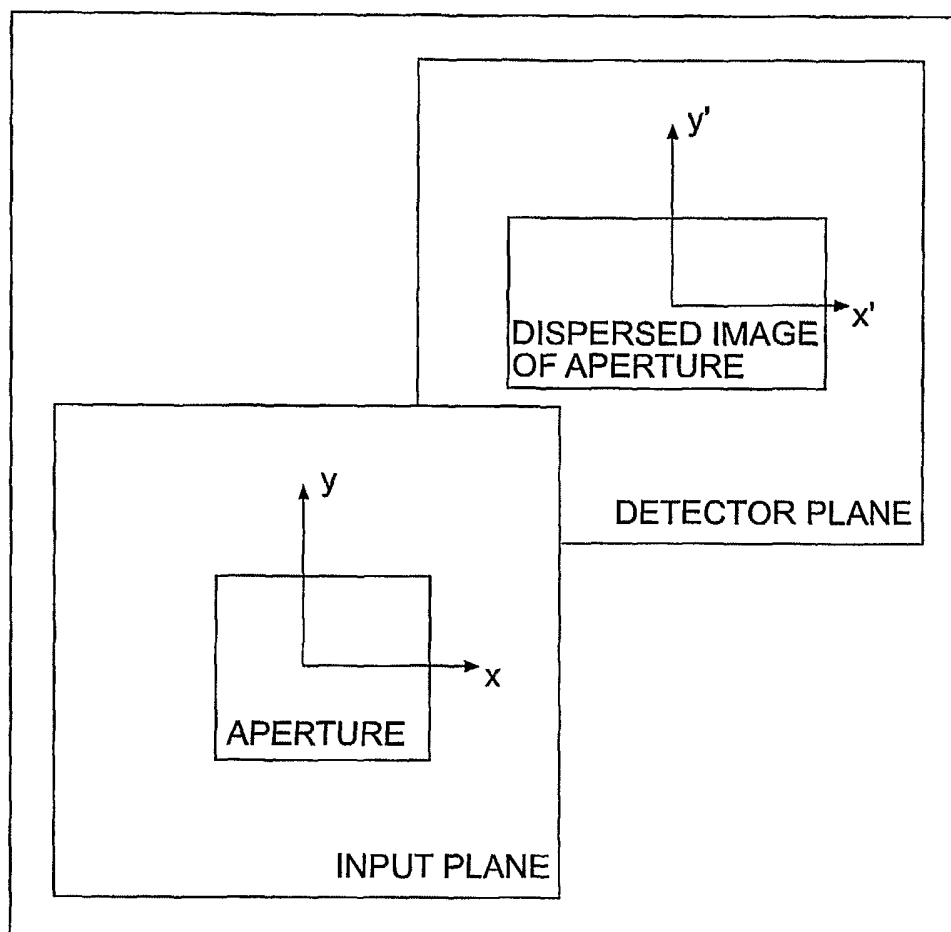 y'
x'
DISPERSED IMAGE
OF APERTURE
DETECTOR PLANE
y
x
APERTURE
INPUT PLANE